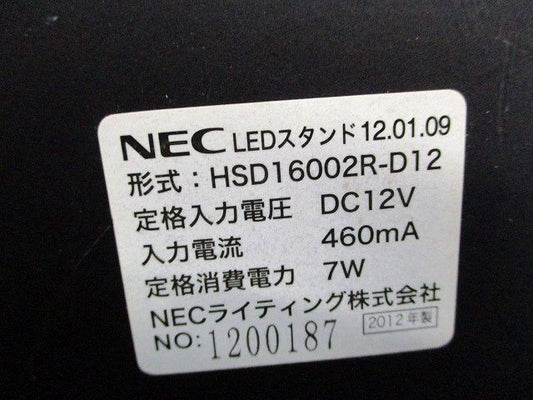 NEC LEDスタンド 12.01.09
形式：HSD16002R-D12
定格入力電圧 DC12V
入力電流 460mA
定格消費電力 7W
NECライティング株式会社
NO: 1200187 2012年製